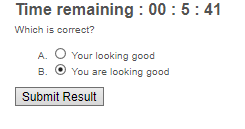 Time remaining : 00 : 5 : 41
Which is correct?
A. Your looking good
B. You are looking good
Submit Result